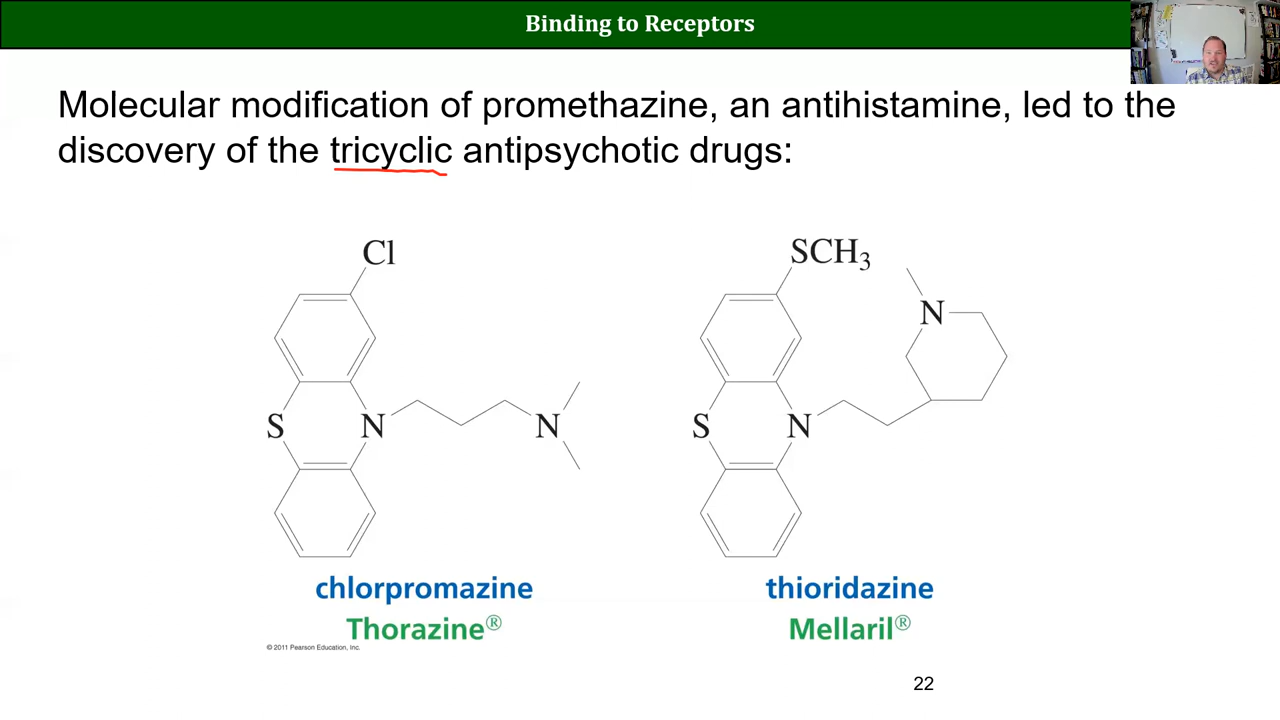 Binding to Receptors
Molecular modification of promethazine, an antihistamine, led to the
discovery of the tricyclic antipsychotic drugs:
Cl
SCH₃
N
S
N
N
S
N
chlorpromazine
thioridazine
Thorazine®
Mellaril®
© 2011 Pearson Education, Inc.
22